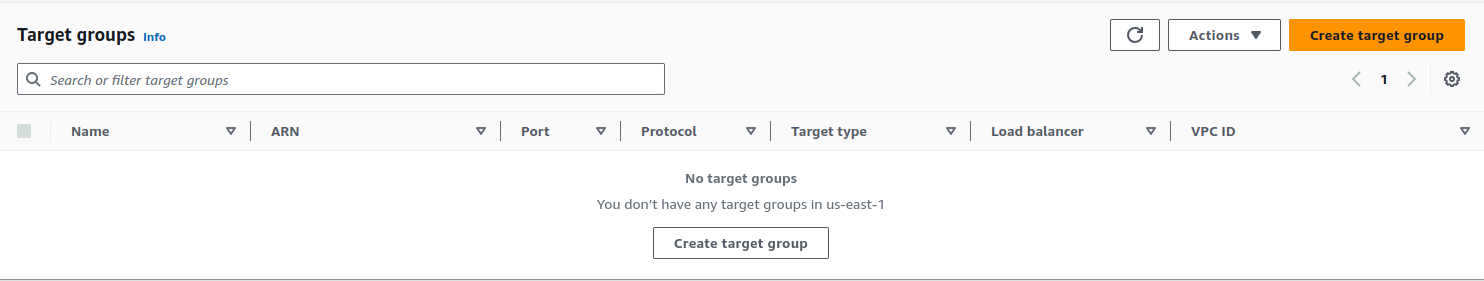 Target groups Info
Actions
Create target group
Search or filter target groups
1
Name ARN Port Protocol Target type Load balancer VPC ID
No target groups
You don’t have any target groups in us-east-1
Create target group